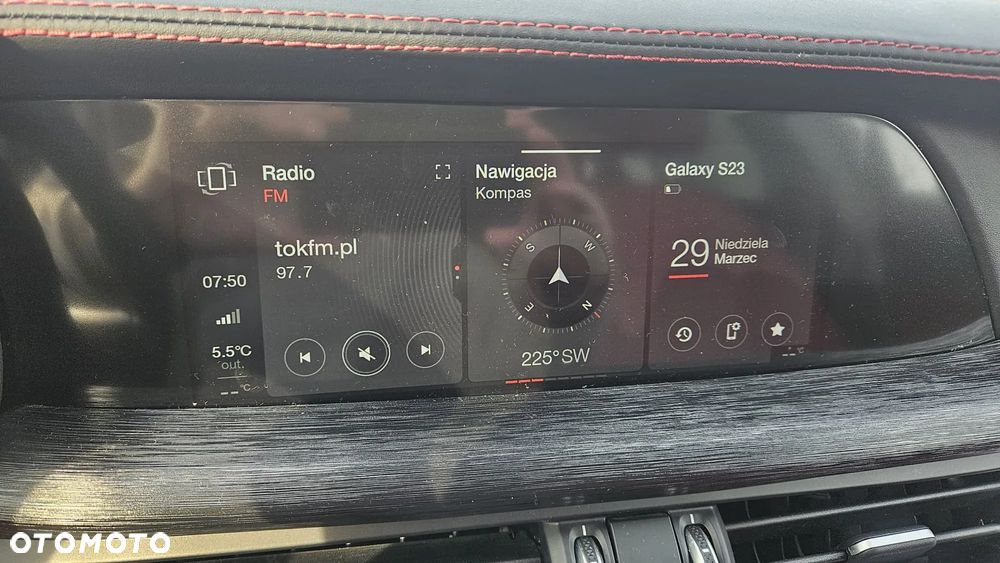 Radio
FM
tokfm.pl
97.7
07:50
5.5°C
out.
-- °C
Nawigacja
Kompas
S
W
E
N
225° SW
Galaxy S23
29
Niedziela
Marzec
-- °C
OTOMOTO